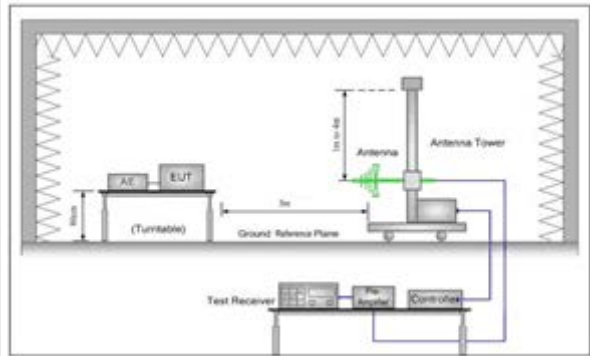 1m to 4m
Antenna
Antenna Tower
AE
EUT
80cm
(Turntable)
3m
Ground Reference Plane
Test Receiver
Pre-
Amplifier
Controller